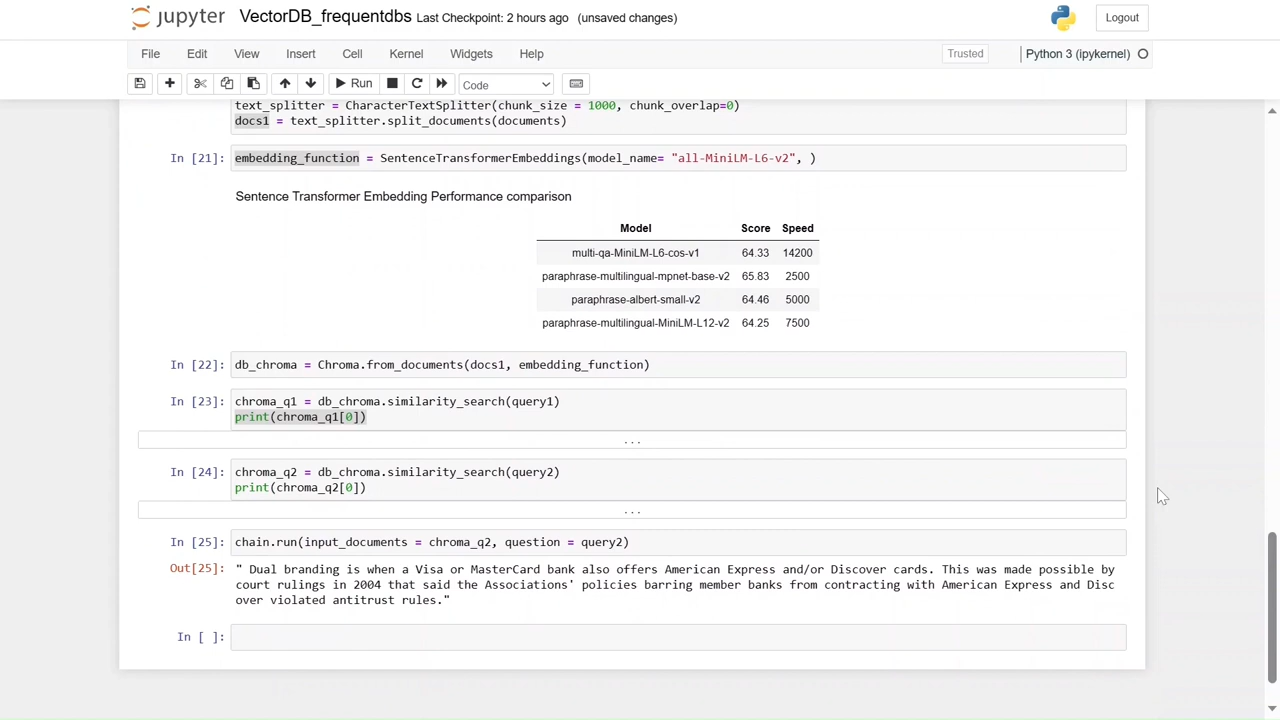 jupyter VectorDB_frequentdbs Last Checkpoint: 2 hours ago (unsaved changes) Logout
File Edit View Insert Cell Kernel Widgets Help Trusted Python 3 (ipykernel)
Run Code
text_splitter = CharacterTextSplitter(chunk_size = 1000, chunk_overlap=0)
docs1 = text_splitter.split_documents(documents)
In [21]: embedding_function = SentenceTransformerEmbeddings(model_name= "all-MiniLM-L6-v2", )
Sentence Transformer Embedding Performance comparison
Model Score Speed
multi-qa-MiniLM-L6-cos-v1 64.33 14200
paraphrase-multilingual-mpnet-base-v2 65.83 2500
paraphrase-albert-small-v2 64.46 5000
paraphrase-multilingual-MiniLM-L12-v2 64.25 7500
In [22]: db_chroma = Chroma.from_documents(docs1, embedding_function)
In [23]: chroma_q1 = db_chroma.similarity_search(query1)
print(chroma_q1[0])
...
In [24]: chroma_q2 = db_chroma.similarity_search(query2)
print(chroma_q2[0])
...
In [25]: chain.run(input_documents = chroma_q2, question = query2)
Out[25]: " Dual branding is when a Visa or MasterCard bank also offers American Express and/or Discover cards. This was made possible by
court rulings in 2004 that said the Associations' policies barring member banks from contracting with American Express and Disc
over violated antitrust rules."
In [ ]: